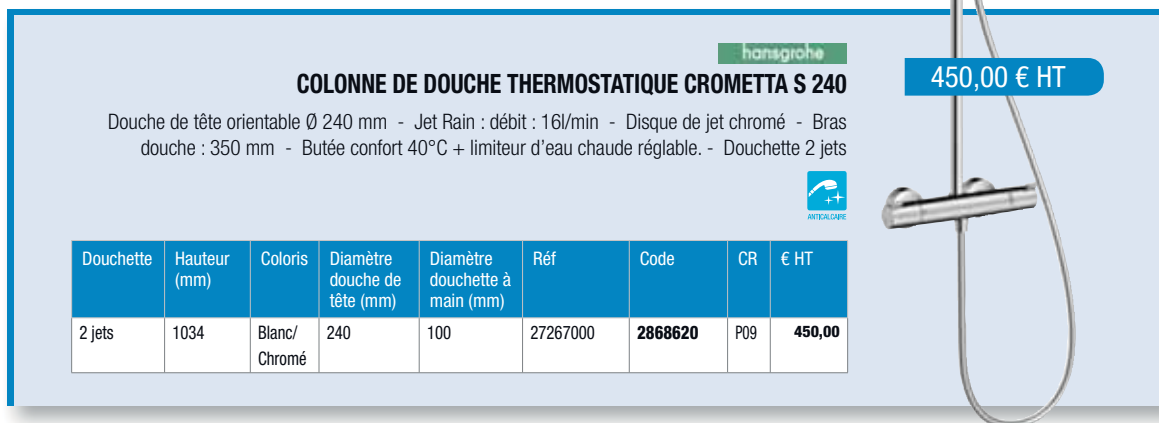 hansgrohe
COLONNE DE DOUCHE THERMOSTATIQUE CROMETTA S 240
450,00 € HT
Douche de tête orientable Ø 240 mm - Jet Rain : débit : 16l/min - Disque de jet chromé - Bras
douche : 350 mm - Butée confort 40°C + limiteur d'eau chaude réglable. - Douchette 2 jets
ANTICALCAIRE
Douchette Hauteur (mm) Coloris Diamètre douche de tête (mm) Diamètre douchette à main (mm) Réf Code CR € HT
2 jets 1034 Blanc/ Chromé 240 100 27267000 2868620 P09 450,00